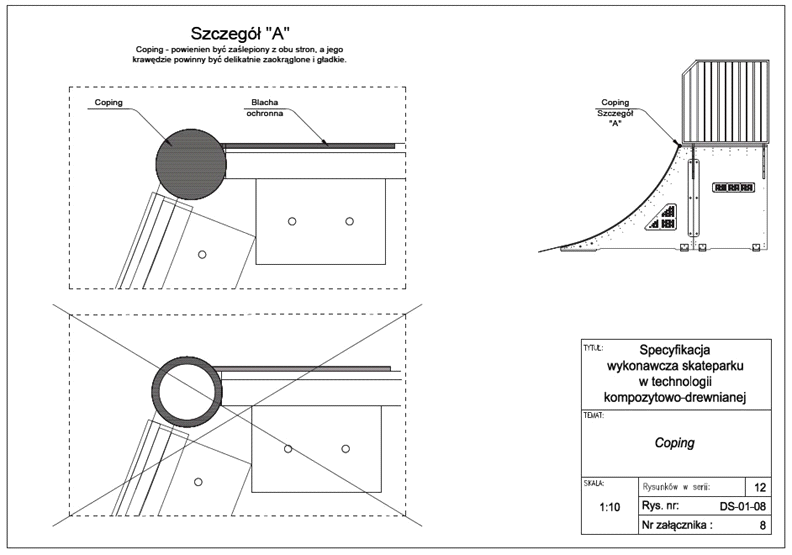 Szczegół "A"
Coping - powienien być zaślepiony z obu stron, a jego
krawędzie powinny być delikatnie zaokrąglone i gładkie.
Coping
Blacha
ochronna
Coping
Szczegół
"A"
TYTUŁ:
Specyfikacja
wykonawcza skateparku
w technologii
kompozytowo-drewnianej
TEMAT:
Coping
SKALA:
1:10
Rysunków w serii: 12
Rys. nr: DS-01-08
Nr załącznika : 8